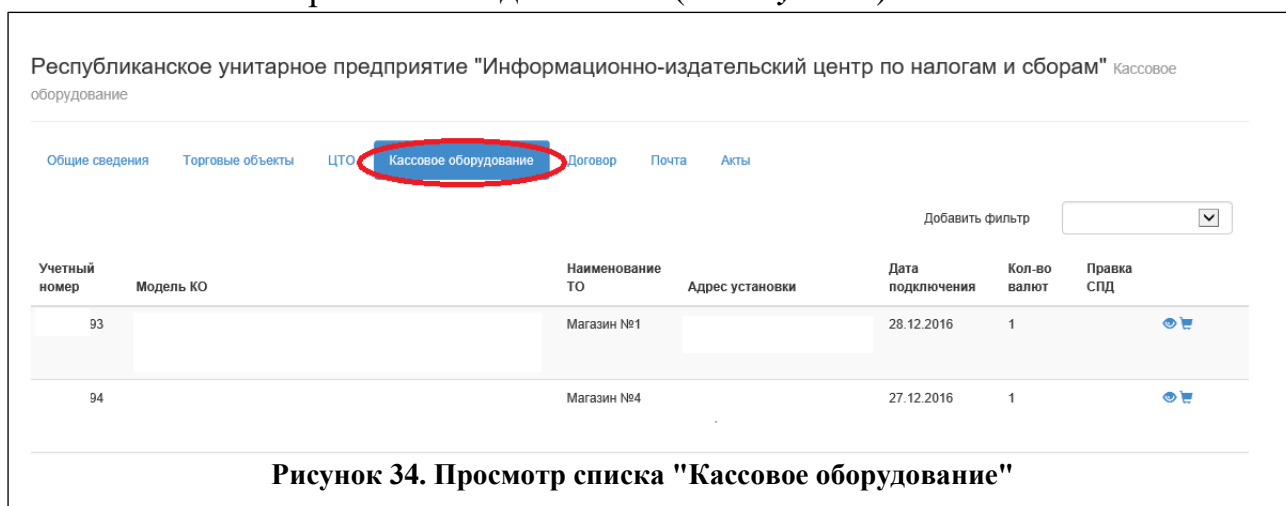 Республиканское унитарное предприятие "Информационно-издательский центр по налогам и сборам" Кассовое
оборудование
Общие сведения Торговые объекты ЦТО Кассовое оборудование Договор Почта Акты
Добавить фильтр
Учетный номер Модель КО Наименование ТО Адрес установки Дата подключения Кол-во валют Правка СПД
93 Магазин №1 28.12.2016 1
94 Магазин №4 27.12.2016 1
Рисунок 34. Просмотр списка "Кассовое оборудование"